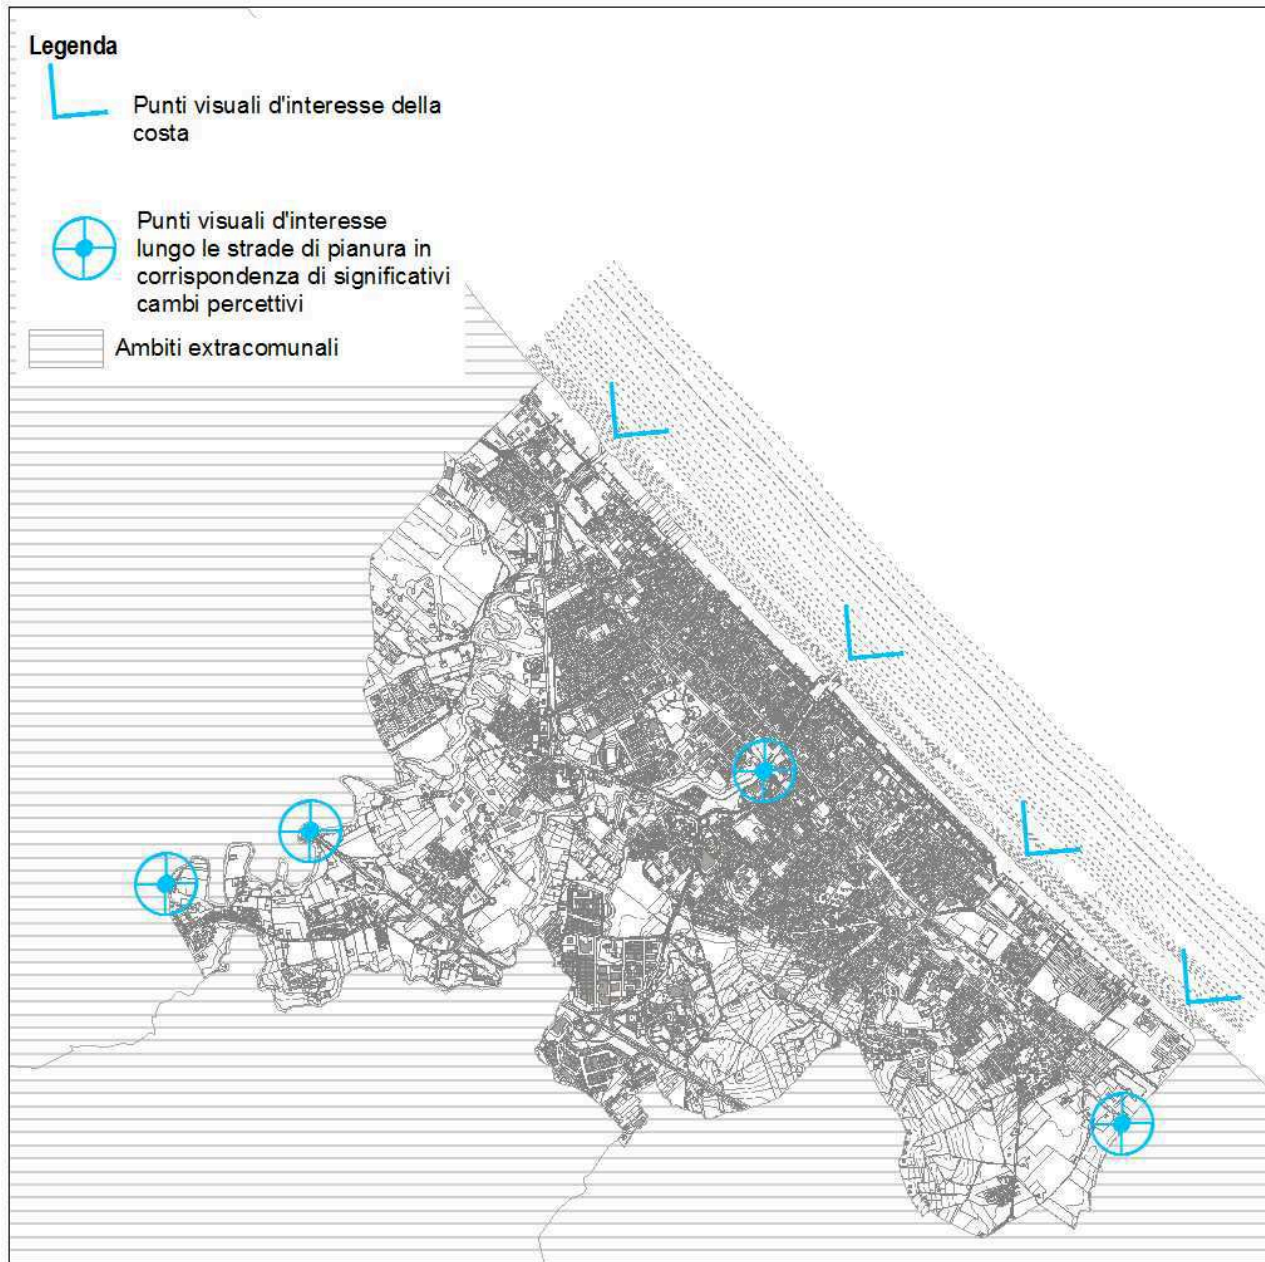 Legenda
Punti visuali d'interesse della
costa
Punti visuali d'interesse
lungo le strade di pianura in
corrispondenza di significativi
cambi percettivi
Ambiti extracomunali